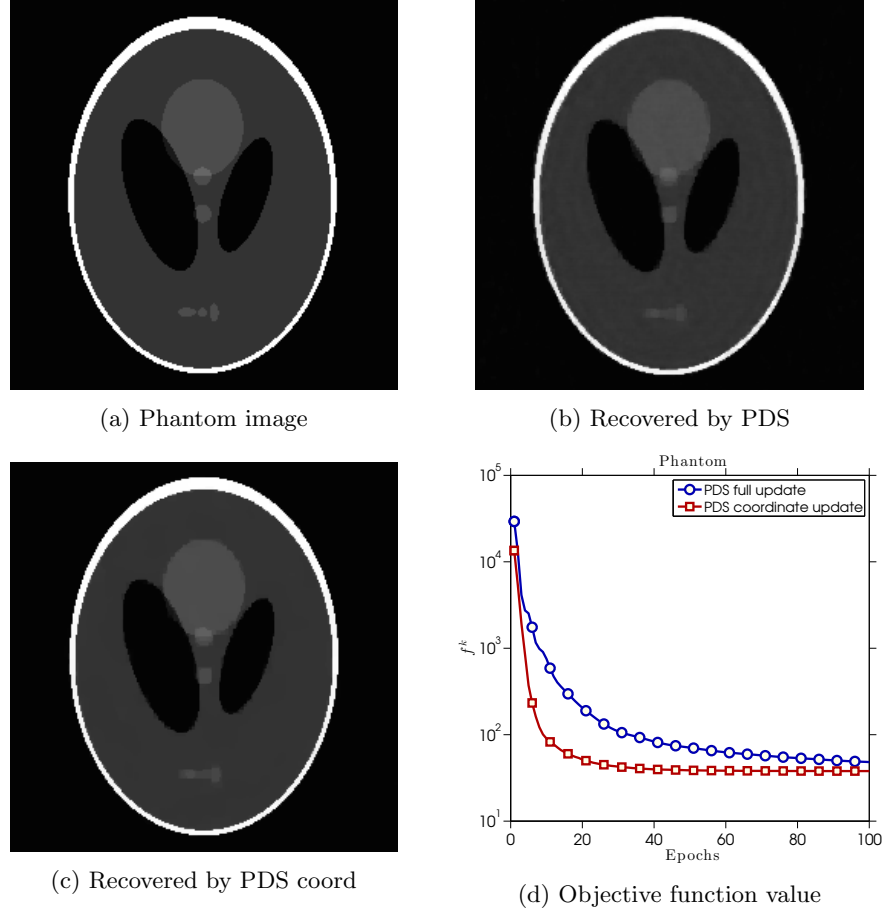 (a) Phantom image
(b) Recovered by PDS
(c) Recovered by PDS coord
Phantom
10^5
10^4
10^3
10^2
10^1
f^k
PDS full update
PDS coordinate update
0 20 40 60 80 100
Epochs
(d) Objective function value